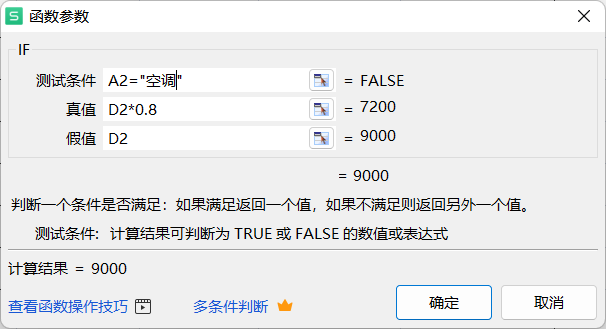 函数参数
IF
测试条件 A2="空调" = FALSE
真值 D2*0.8 = 7200
假值 D2 = 9000
= 9000
判断一个条件是否满足：如果满足返回一个值，如果不满足则返回另外一个值。
测试条件: 计算结果可判断为 TRUE 或 FALSE 的数值或表达式
计算结果 = 9000
查看函数操作技巧 多条件判断 确定 取消